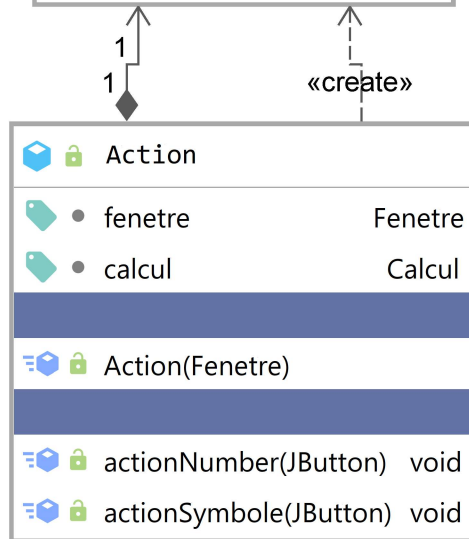 1
1
«create»
Action
fenetre Fenetre
calcul Calcul
Action(Fenetre)
actionNumber(JButton) void
actionSymbole(JButton) void